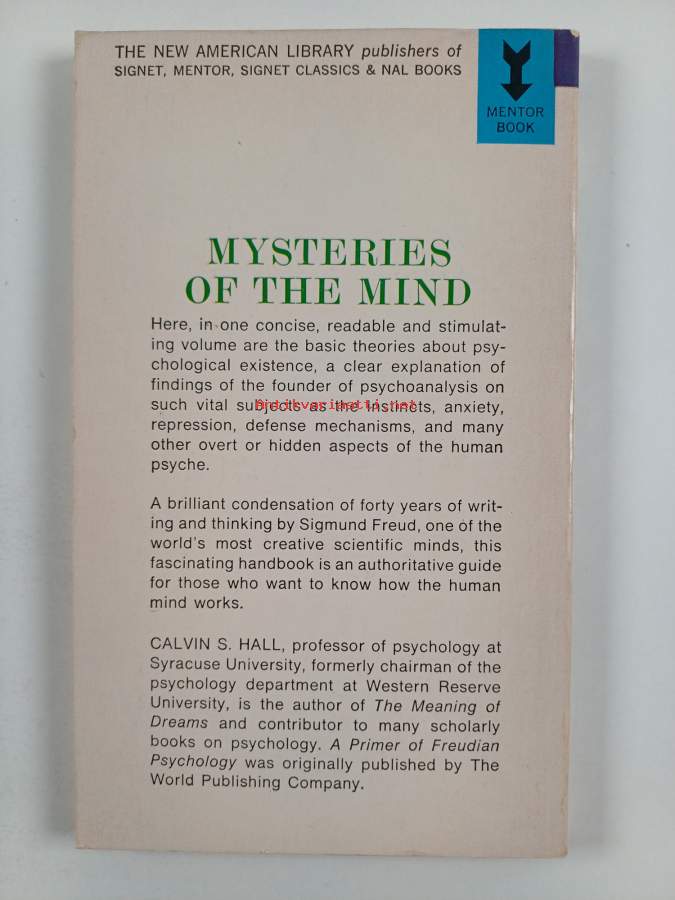 THE NEW AMERICAN LIBRARY publishers of
SIGNET, MENTOR, SIGNET CLASSICS & NAL BOOKS
MENTOR
BOOK
MYSTERIES
OF THE MIND
Here, in one concise, readable and stimulat-
ing volume are the basic theories about psy-
chological existence, a clear explanation of
findings of the founder of psychoanalysis on
such vital subjects as the instincts, anxiety,
Antikvariaatti.net
repression, defense mechanisms, and many
other overt or hidden aspects of the human
psyche.
A brilliant condensation of forty years of writ-
ing and thinking by Sigmund Freud, one of the
world's most creative scientific minds, this
fascinating handbook is an authoritative guide
for those who want to know how the human
mind works.
CALVIN S. HALL, professor of psychology at
Syracuse University, formerly chairman of the
psychology department at Western Reserve
University, is the author of The Meaning of
Dreams and contributor to many scholarly
books on psychology. A Primer of Freudian
Psychology was originally published by The
World Publishing Company.